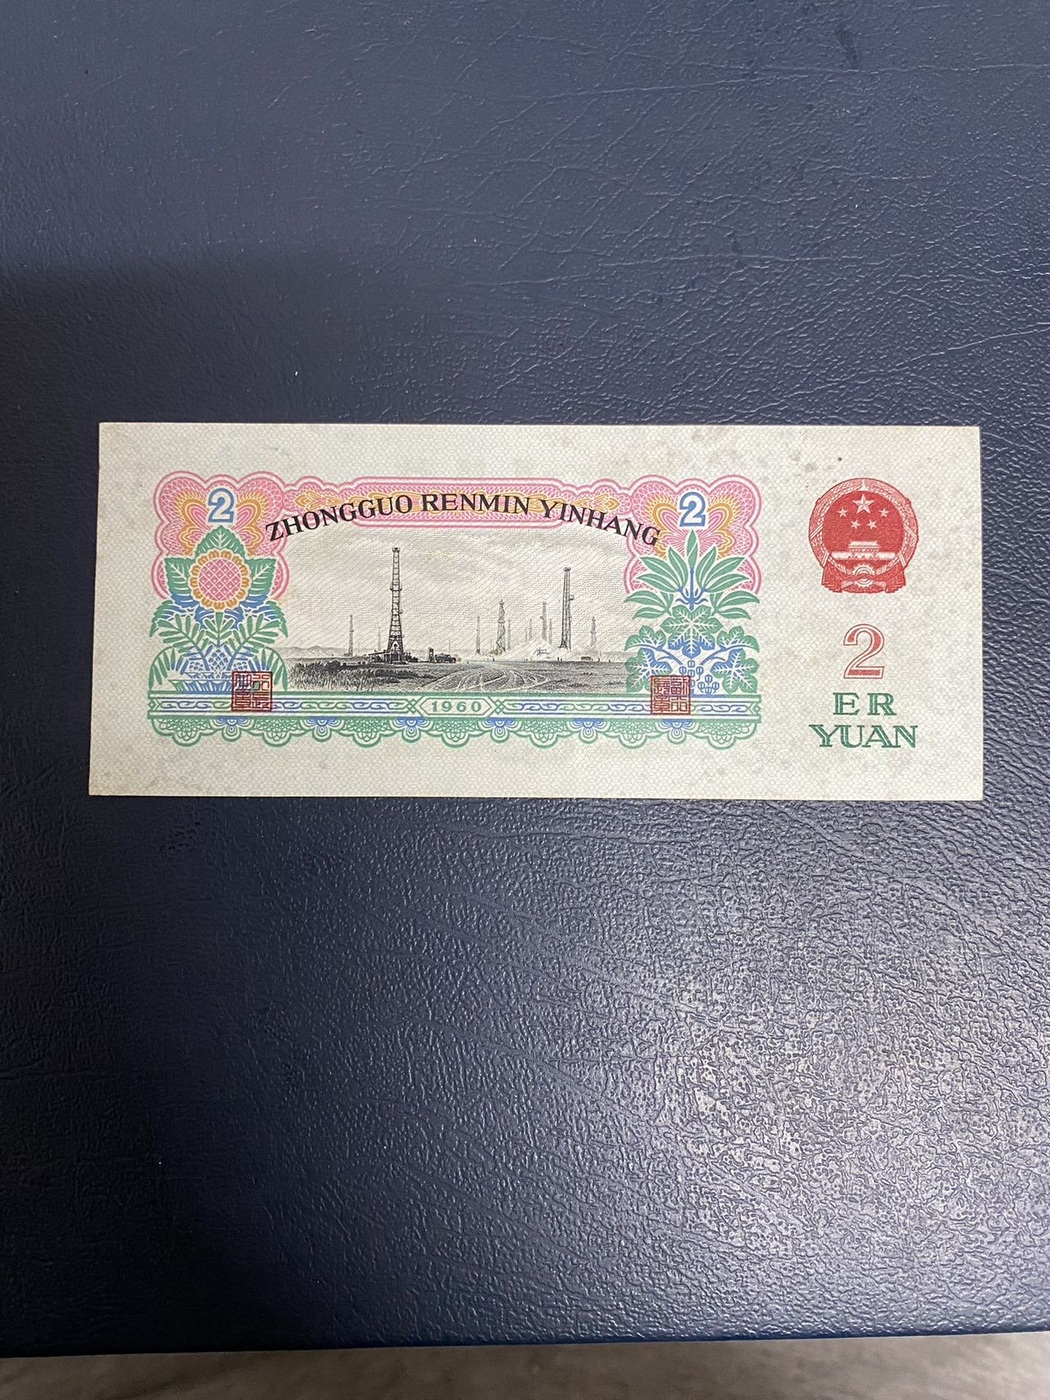 2
ZHONGGUO RENMIN YINHANG
2
1960
2
ER
YUAN